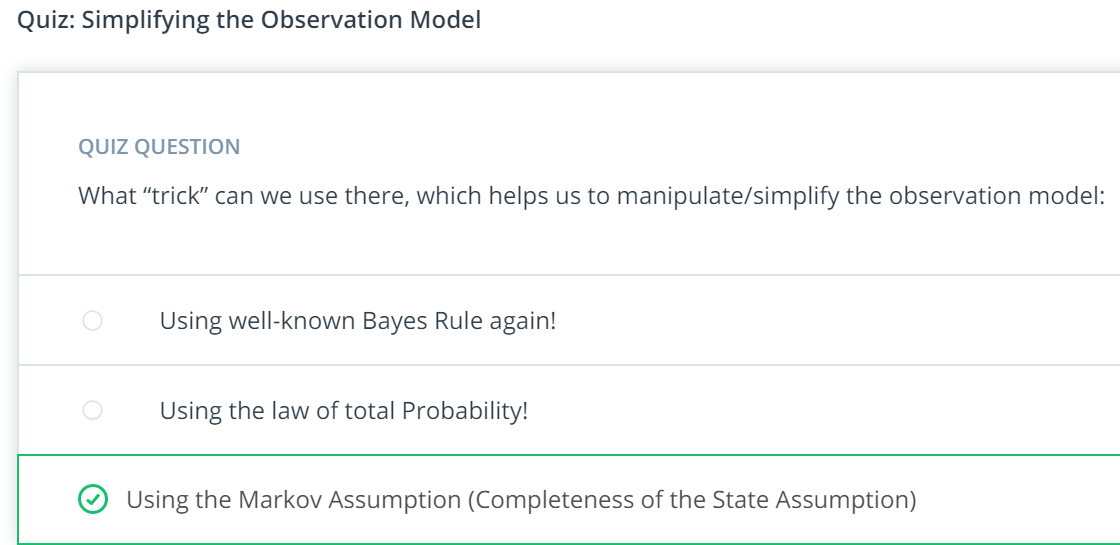 Quiz: Simplifying the Observation Model
QUIZ QUESTION
What “trick” can we use there, which helps us to manipulate/simplify the observation model:
Using well-known Bayes Rule again!
Using the law of total Probability!
Using the Markov Assumption (Completeness of the State Assumption)